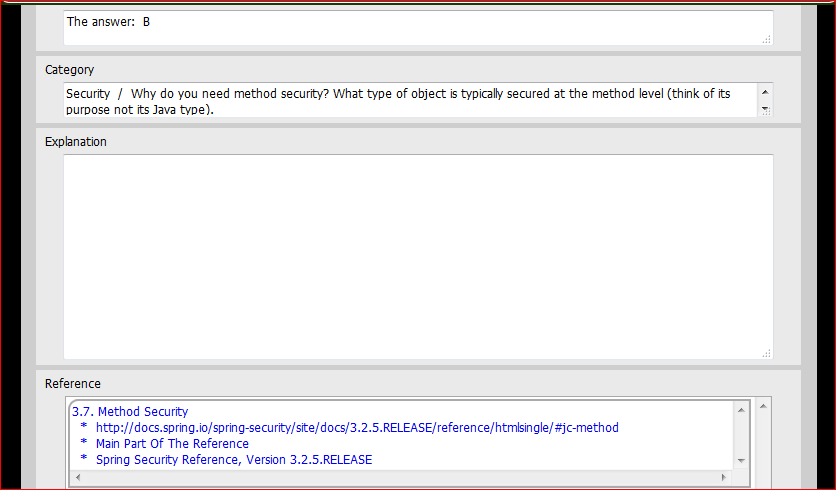 The answer:  B
Category
Security  /  Why do you need method security? What type of object is typically secured at the method level (think of its
purpose not its Java type).
Explanation
Reference
3.7. Method Security
*  http://docs.spring.io/spring-security/site/docs/3.2.5.RELEASE/reference/htmlsingle/#jc-method
*  Main Part Of The Reference
*  Spring Security Reference, Version 3.2.5.RELEASE